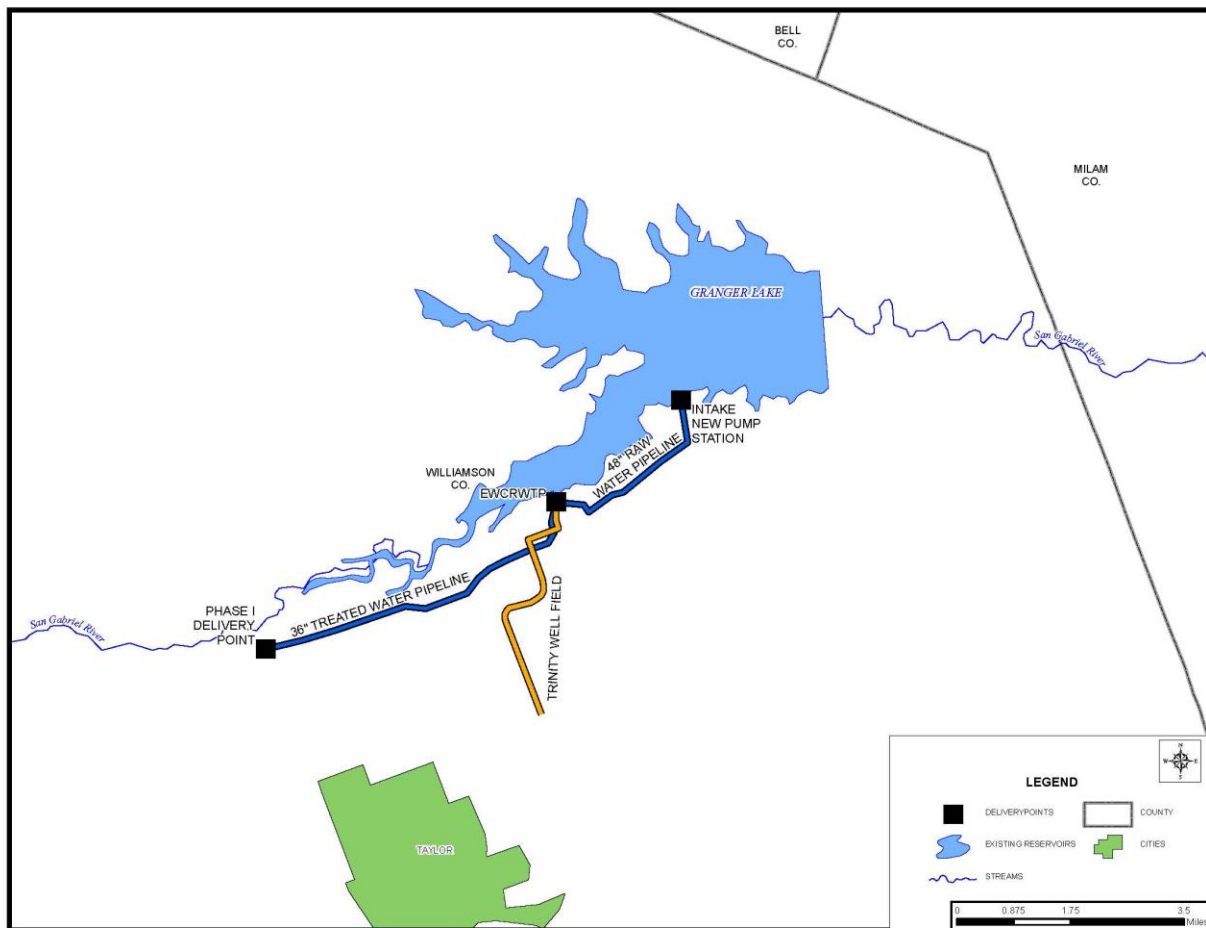 BELL
CO.
MILAM
CO.
GRANGER LAKE
San Gabriel River
INTAKE
NEW PUMP
STATION
48" RAW
WATER PIPELINE
WILLIAMSON
CO.
EWCRWTP
36" TREATED WATER PIPELINE
PHASE I
DELIVERY
POINT
San Gabriel River
TRINITY WELL FIELD
TAYLOR
N
W E
S
LEGEND
DELIVERYPOINTS
COUNTY
EXISTING RESERVOIRS
CITIES
STREAMS
0 0.875 1.75 3.5
Miles